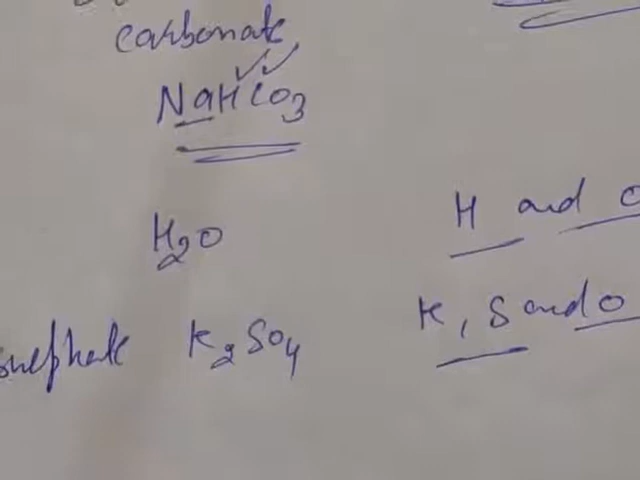 carbonate
NaHCO3
H2O H and O
sulphate K2SO4 K, S and O